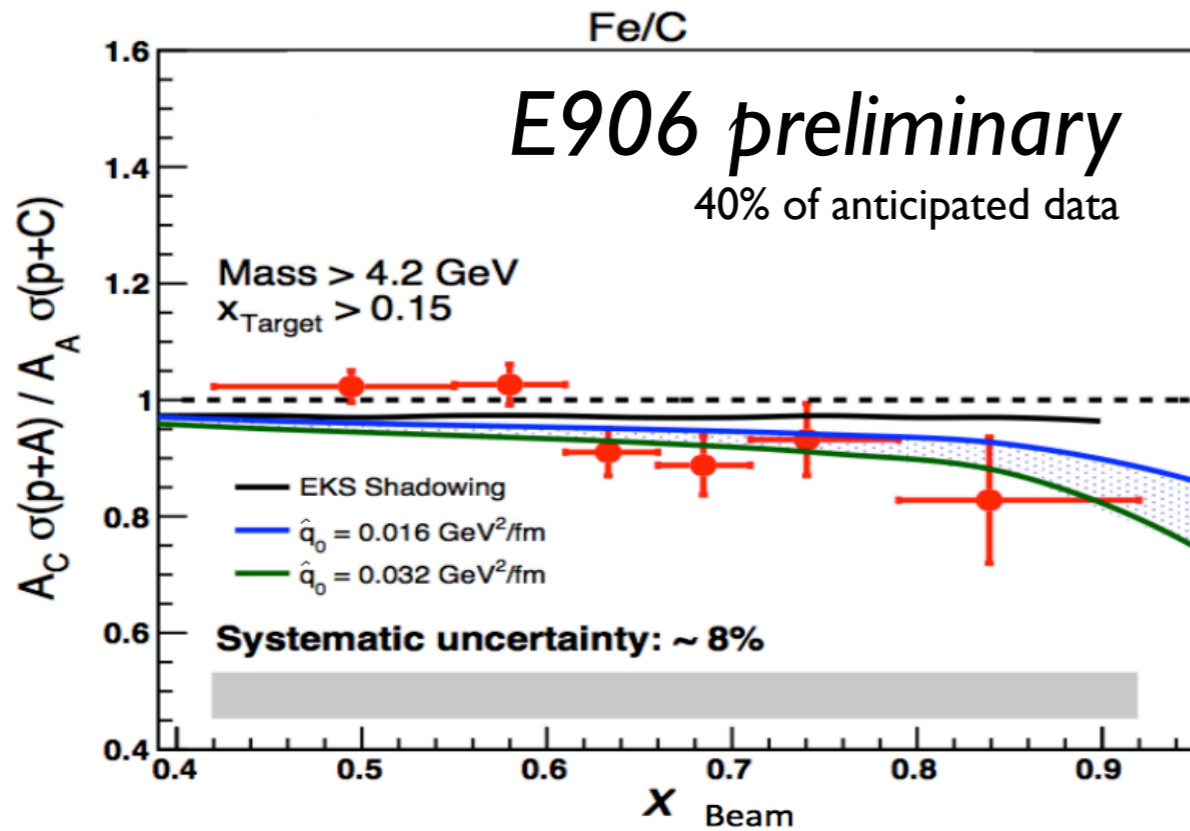 Fe/C
E906 preliminary
40% of anticipated data
Mass > 4.2 GeV
x_Target > 0.15
A_C σ(p+A) / A_A σ(p+C)
1.6
1.4
1.2
1
0.8
0.6
0.4
EKS Shadowing
q̂_0 = 0.016 GeV²/fm
q̂_0 = 0.032 GeV²/fm
Systematic uncertainty: ~ 8%
0.4 0.5 0.6 0.7 0.8 0.9
x Beam